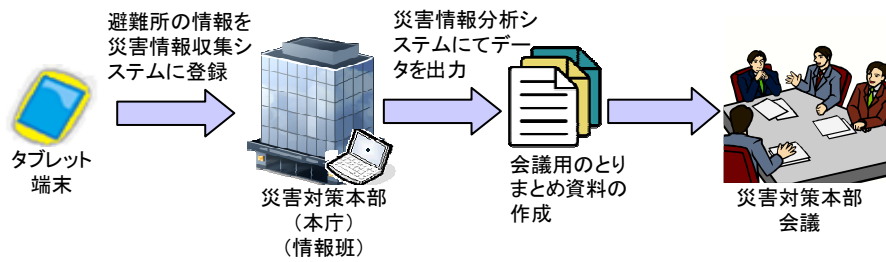 避難所の情報を
災害情報収集シ
ステムに登録
災害情報分析シ
ステムにてデー
タを出力
タブレット
端末
災害対策本部
（本庁）
（情報班）
会議用のとり
まとめ資料の
作成
災害対策本部
会議